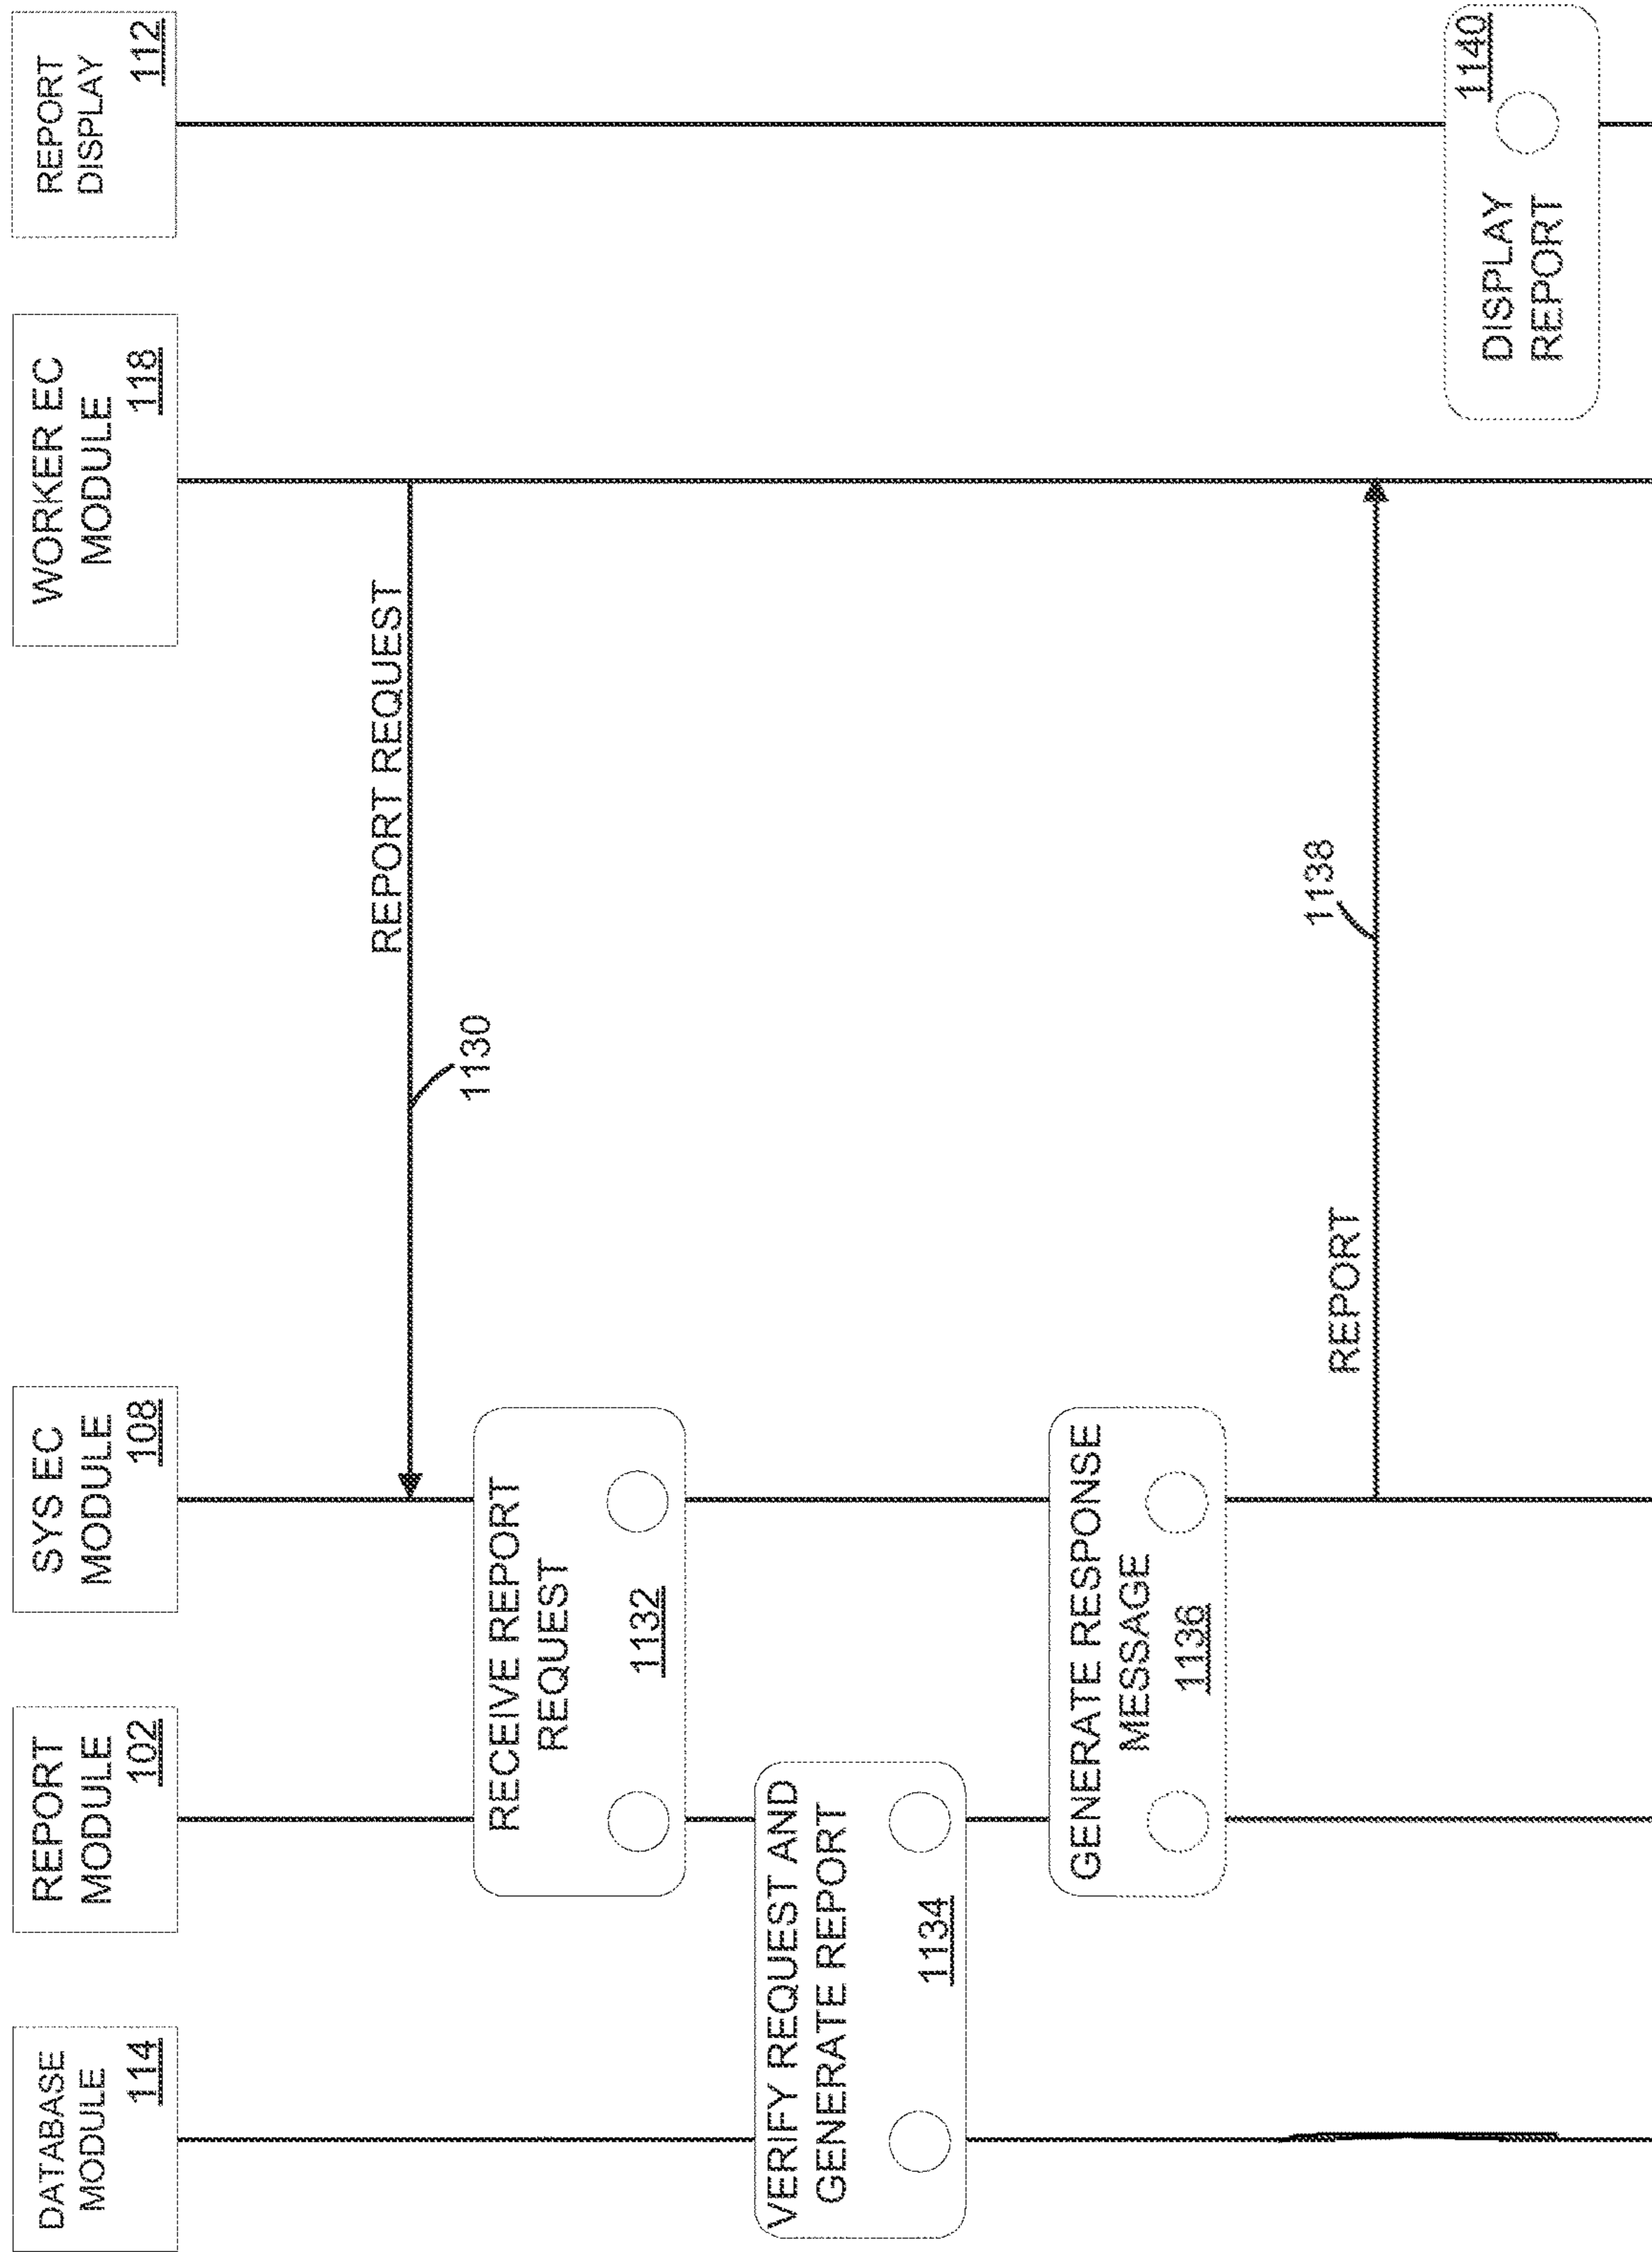 DATABASE
MODULE
114
REPORT
MODULE
102
SYS EC
MODULE
108
WORKER EC
MODULE
118
REPORT
DISPLAY
112
REPORT REQUEST
1130
RECEIVE REPORT
REQUEST
1132
VERIFY REQUEST AND
GENERATE REPORT
1134
GENERATE RESPONSE
MESSAGE
1136
REPORT
1138
1140
DISPLAY
REPORT